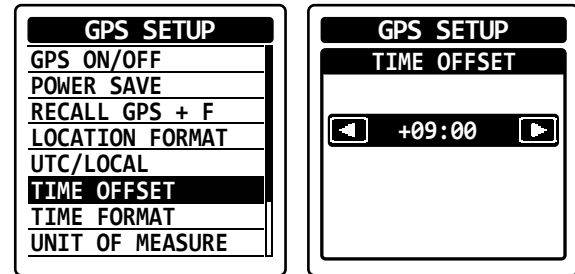 GPS SETUP
GPS ON/OFF
POWER SAVE
RECALL GPS + F
LOCATION FORMAT
UTC/LOCAL
TIME OFFSET
TIME FORMAT
UNIT OF MEASURE
GPS SETUP
TIME OFFSET
+09:00